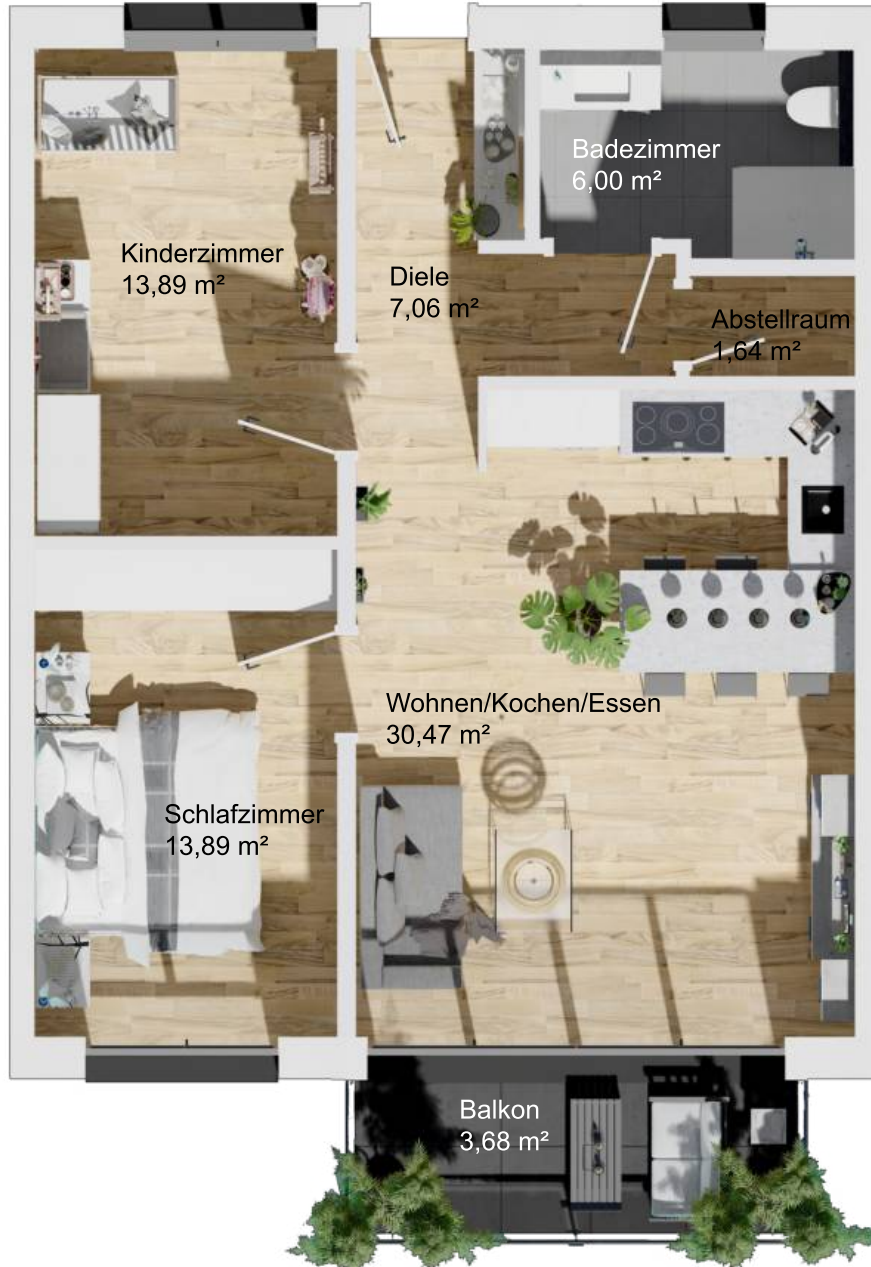 Badezimmer
6,00 m²
Kinderzimmer
13,89 m²
Diele
7,06 m²
Abstellraum
1,64 m²
Wohnen/Kochen/Essen
30,47 m²
Schlafzimmer
13,89 m²
Balkon
3,68 m²